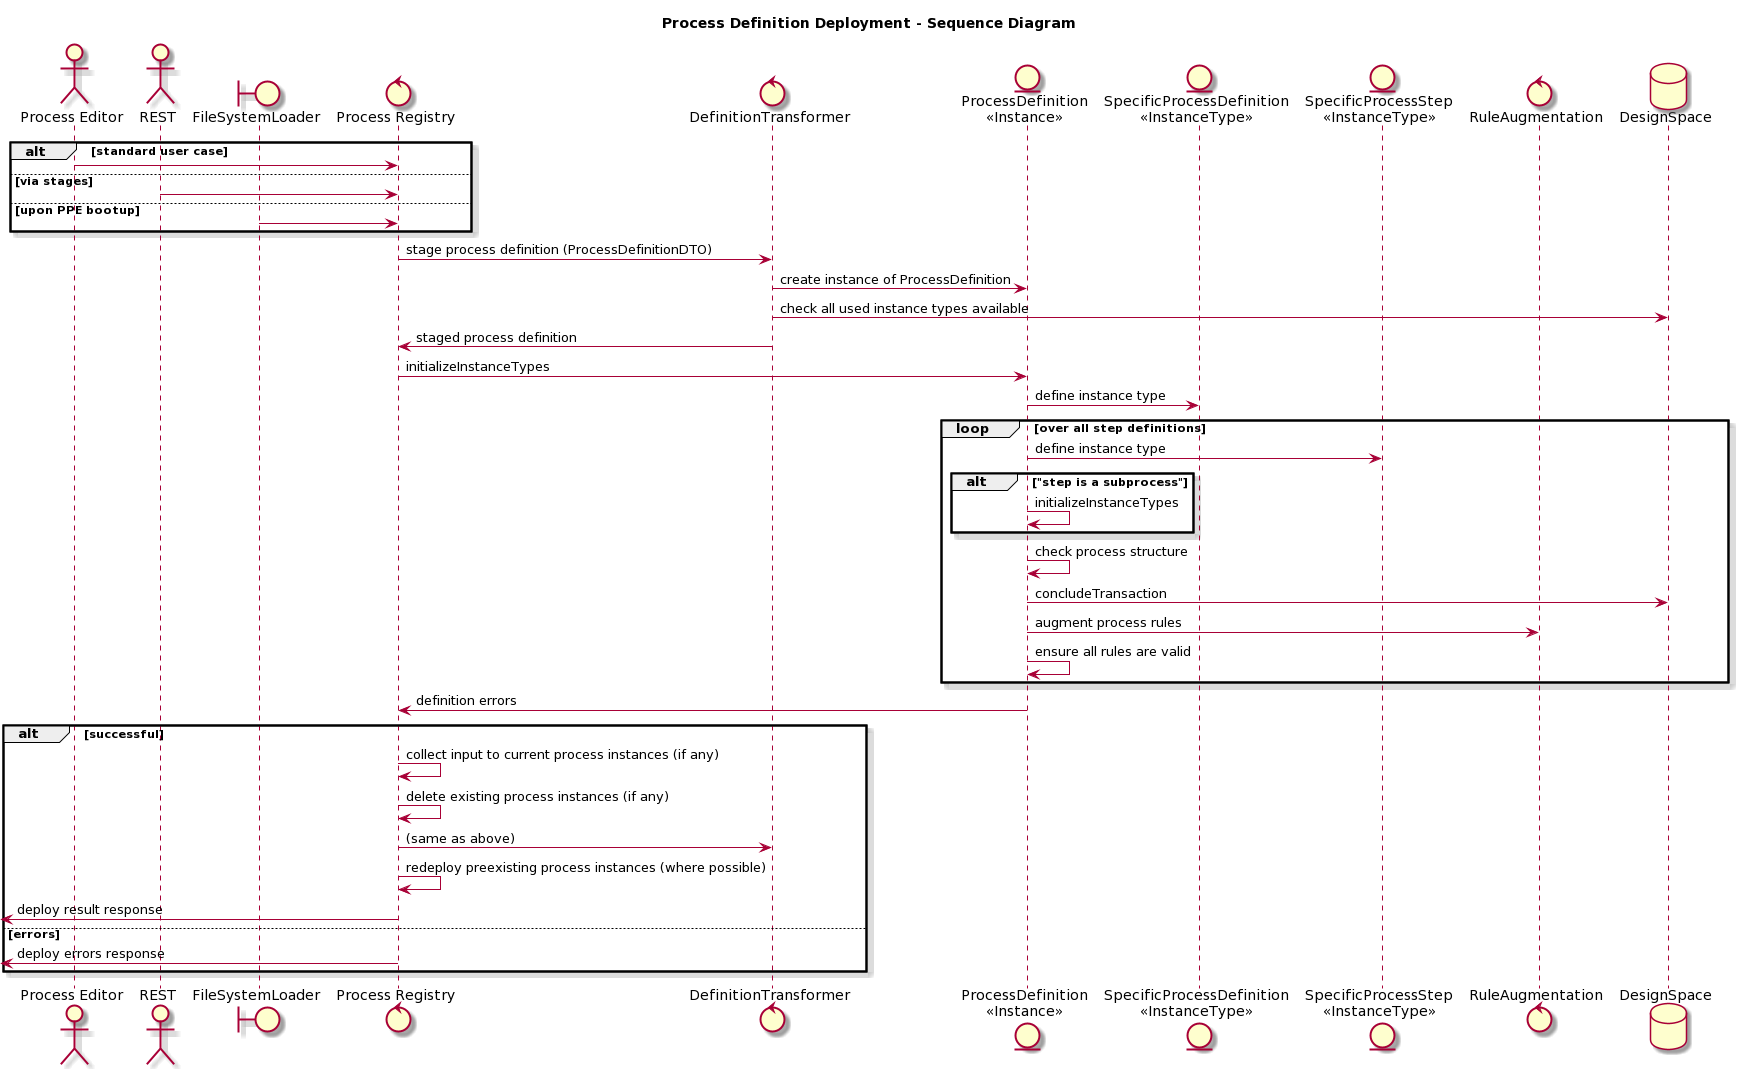 Process Definition Deployment - Sequence Diagram
Process Editor
REST
FileSystemLoader
Process Registry
DefinitionTransformer
ProcessDefinition
«Instance»
SpecificProcessDefinition
«InstanceType»
SpecificProcessStep
«InstanceType»
RuleAugmentation
DesignSpace
alt [standard user case]
[via stages]
[upon PPE bootup]
stage process definition (ProcessDefinitionDTO)
create instance of ProcessDefinition
check all used instance types available
staged process definition
initializeInstanceTypes
define instance type
loop [over all step definitions]
define instance type
alt ["step is a subprocess"]
initializeInstanceTypes
check process structure
concludeTransaction
augment process rules
ensure all rules are valid
definition errors
alt [successful]
collect input to current process instances (if any)
delete existing process instances (if any)
(same as above)
redeploy preexisting process instances (where possible)
deploy result response
[errors]
deploy errors response
Process Editor
REST
FileSystemLoader
Process Registry
DefinitionTransformer
ProcessDefinition
«Instance»
SpecificProcessDefinition
«InstanceType»
SpecificProcessStep
«InstanceType»
RuleAugmentation
DesignSpace